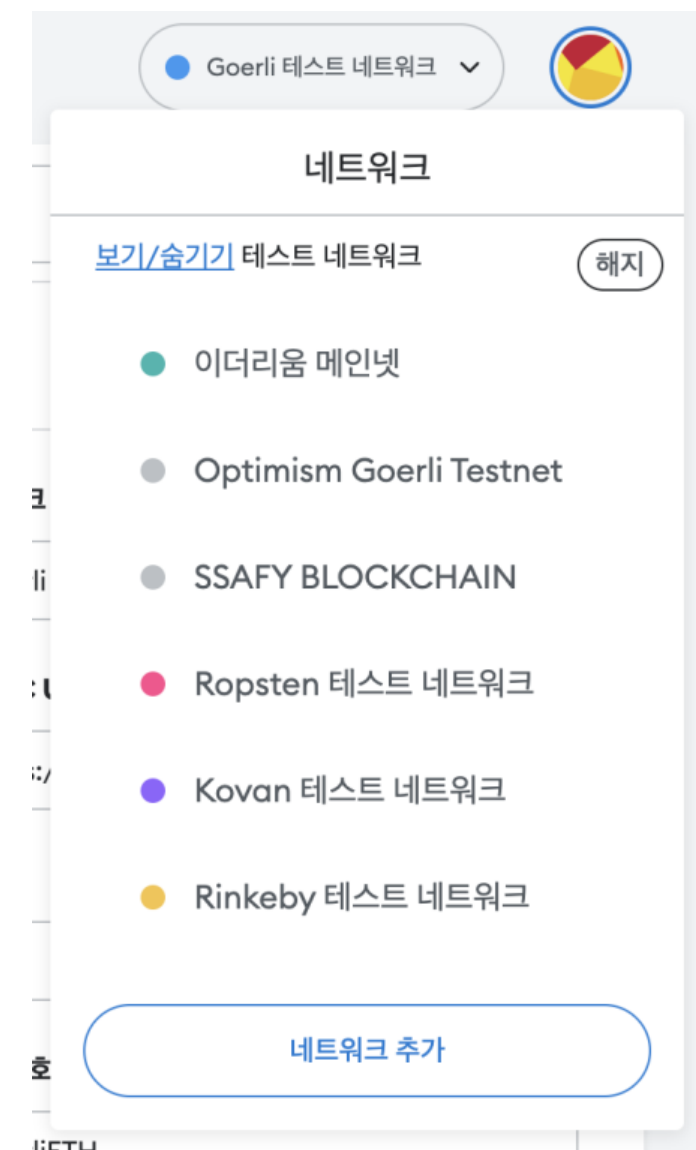 Goerli 테스트 네트워크
네트워크
보기/숨기기 테스트 네트워크
해지
이더리움 메인넷
Optimism Goerli Testnet
SSAFY BLOCKCHAIN
크
li
Ropsten 테스트 네트워크
Kovan 테스트 네트워크
Rinkeby 테스트 네트워크
네트워크 추가
호